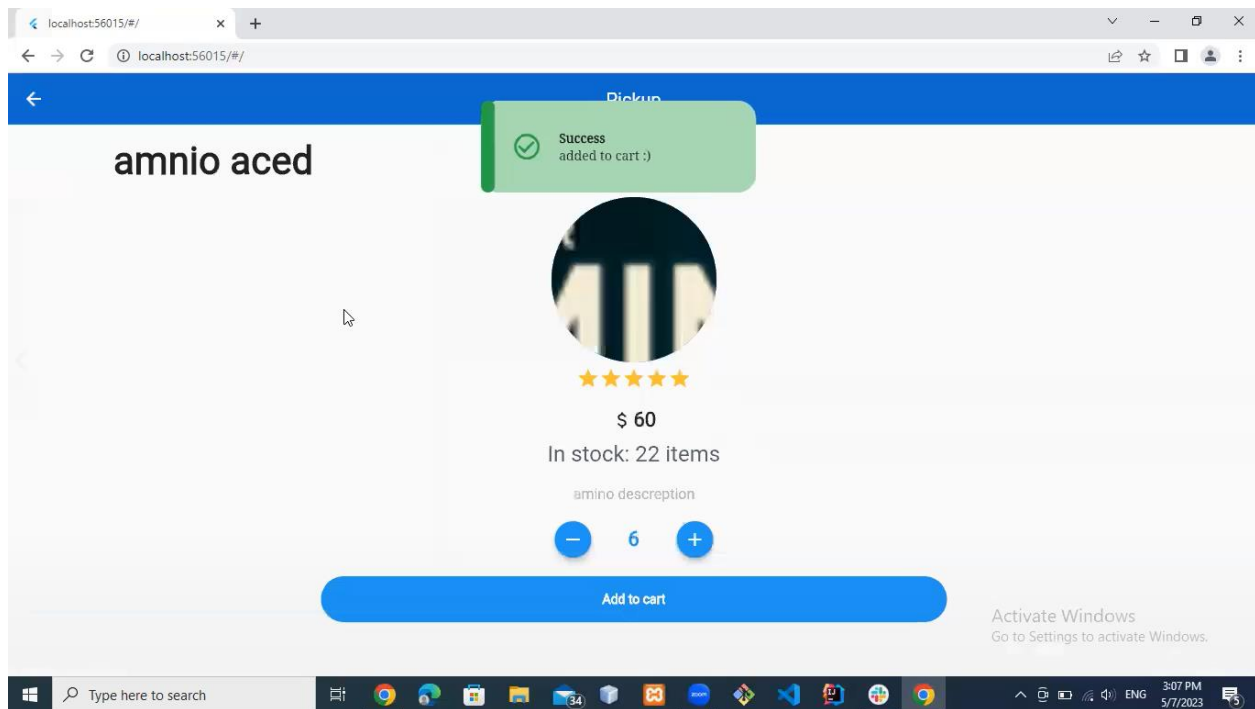 localhost:56015/#/
localhost:56015/#/
Pickup
Success
added to cart :)
amnio aced
$ 60
In stock: 22 items
amino descreption
6
Add to cart
Activate Windows
Go to Settings to activate Windows.
Type here to search
34
zoom
ENG
3:07 PM
5/7/2023
5